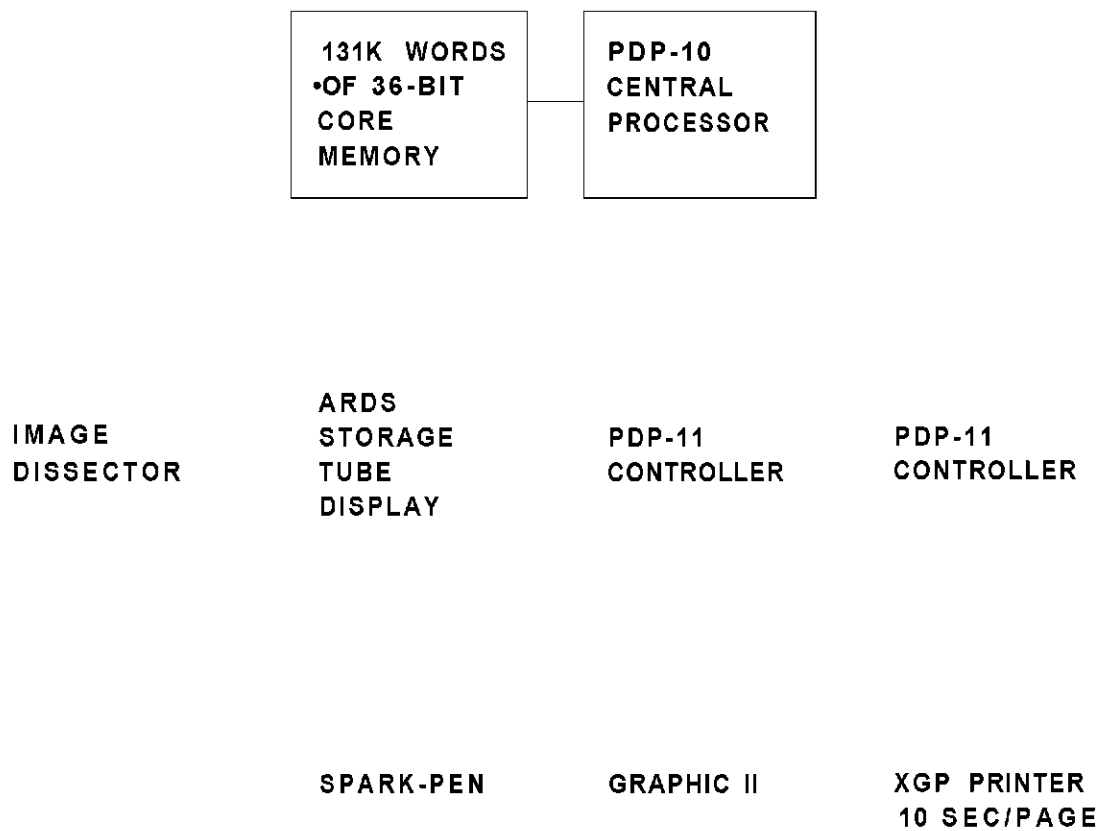 131K WORDS
•OF 36-BIT
CORE
MEMORY
PDP-10
CENTRAL
PROCESSOR
IMAGE
DISSECTOR
ARDS
STORAGE
TUBE
DISPLAY
PDP-11
CONTROLLER
PDP-11
CONTROLLER
SPARK-PEN
GRAPHIC II
XGP PRINTER
10 SEC/PAGE